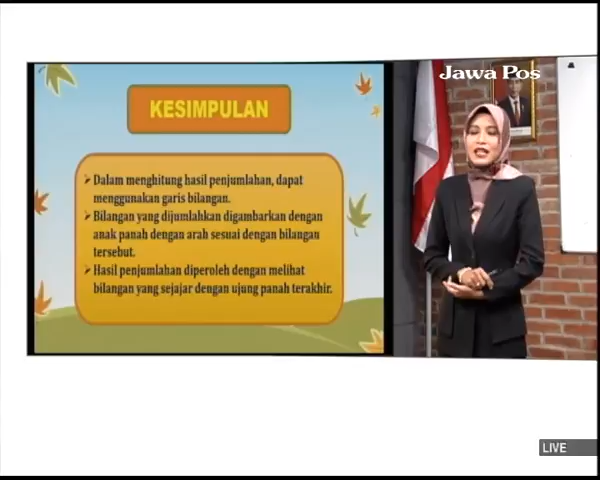 Jawa Pos
KESIMPULAN
➢Dalam menghitung hasil penjumlahan, dapat
menggunakan garis bilangan.
➢Bilangan yang dijumlahkan digambarkan dengan
anak panah dengan arah sesuai dengan bilangan
tersebut.
➢Hasil penjumlahan diperoleh dengan melihat
bilangan yang sejajar dengan ujung panah terakhir.
LIVE